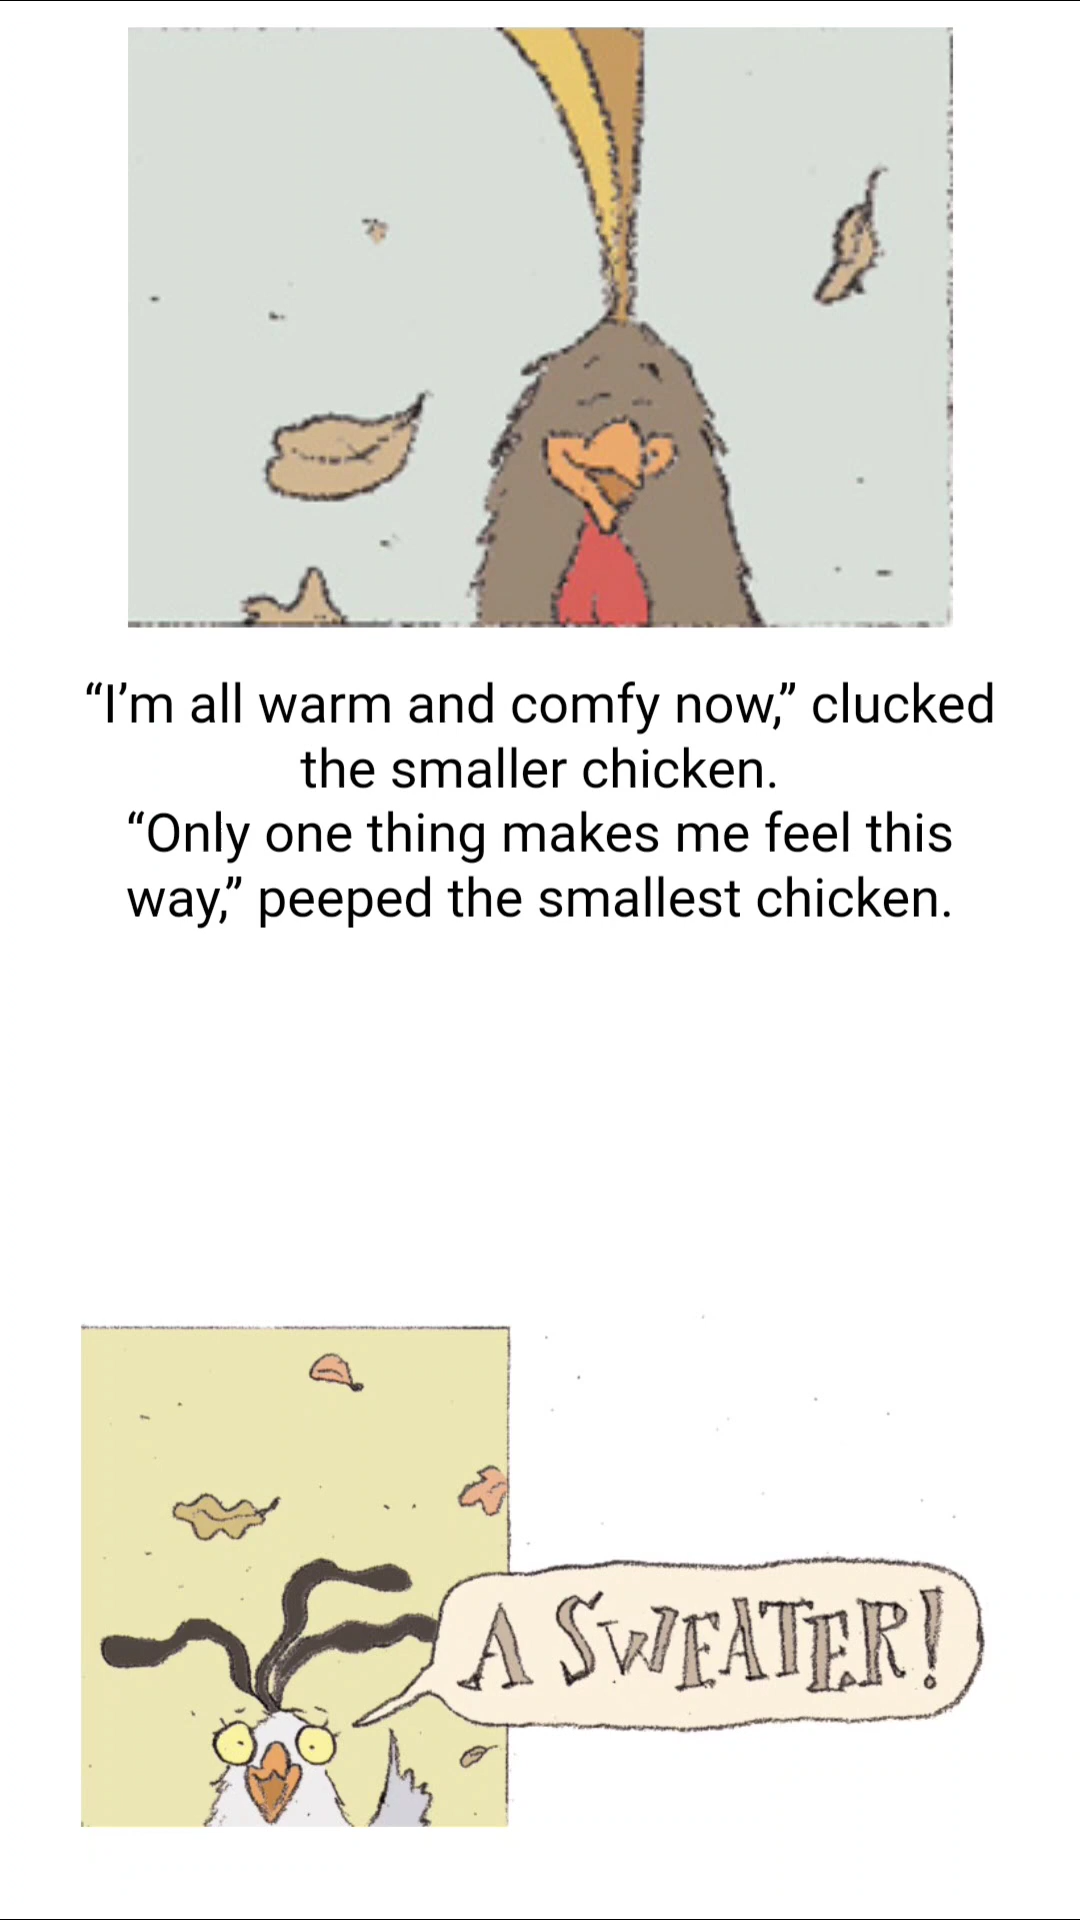 “I’m all warm and comfy now,” clucked
the smaller chicken.
“Only one thing makes me feel this
way,” peeped the smallest chicken.
A SWEATER!